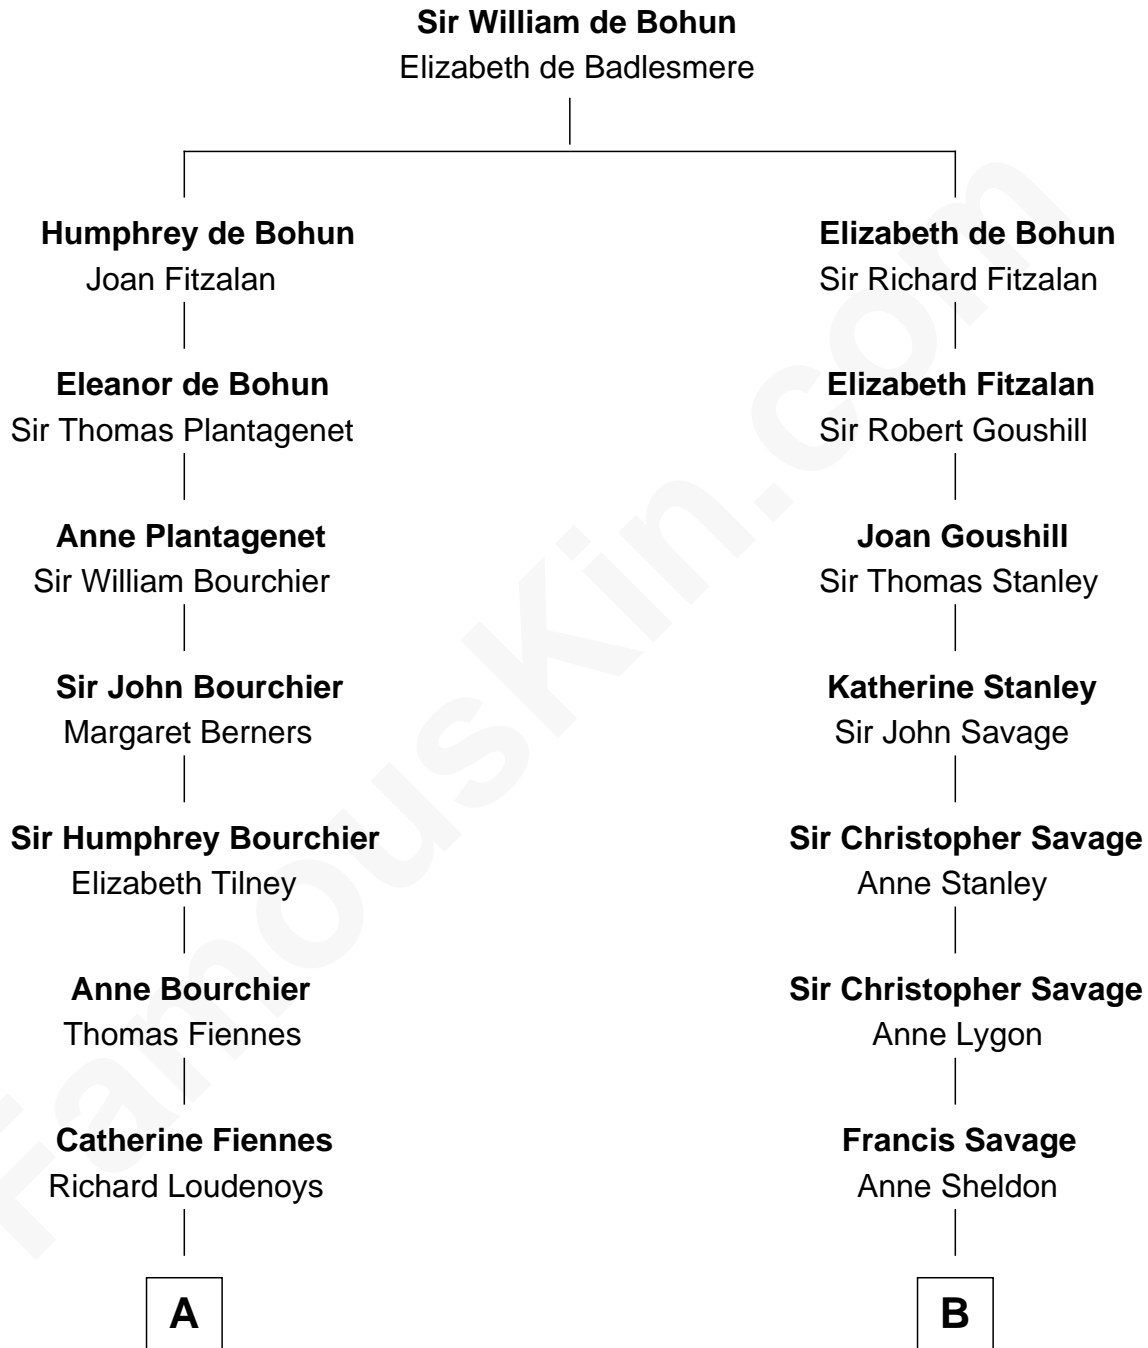 Sir William de Bohun
Elizabeth de Badlesmere
Humphrey de Bohun
Joan Fitzalan
Elizabeth de Bohun
Sir Richard Fitzalan
Eleanor de Bohun
Sir Thomas Plantagenet
Elizabeth Fitzalan
Sir Robert Goushill
Anne Plantagenet
Sir William Bourchier
Joan Goushill
Sir Thomas Stanley
Sir John Bourchier
Margaret Berners
Katherine Stanley
Sir John Savage
Sir Humphrey Bourchier
Elizabeth Tilney
Sir Christopher Savage
Anne Stanley
Anne Bourchier
Thomas Fiennes
Sir Christopher Savage
Anne Lygon
Catherine Fiennes
Richard Loudenoys
Francis Savage
Anne Sheldon
A
B
FamousKin.com